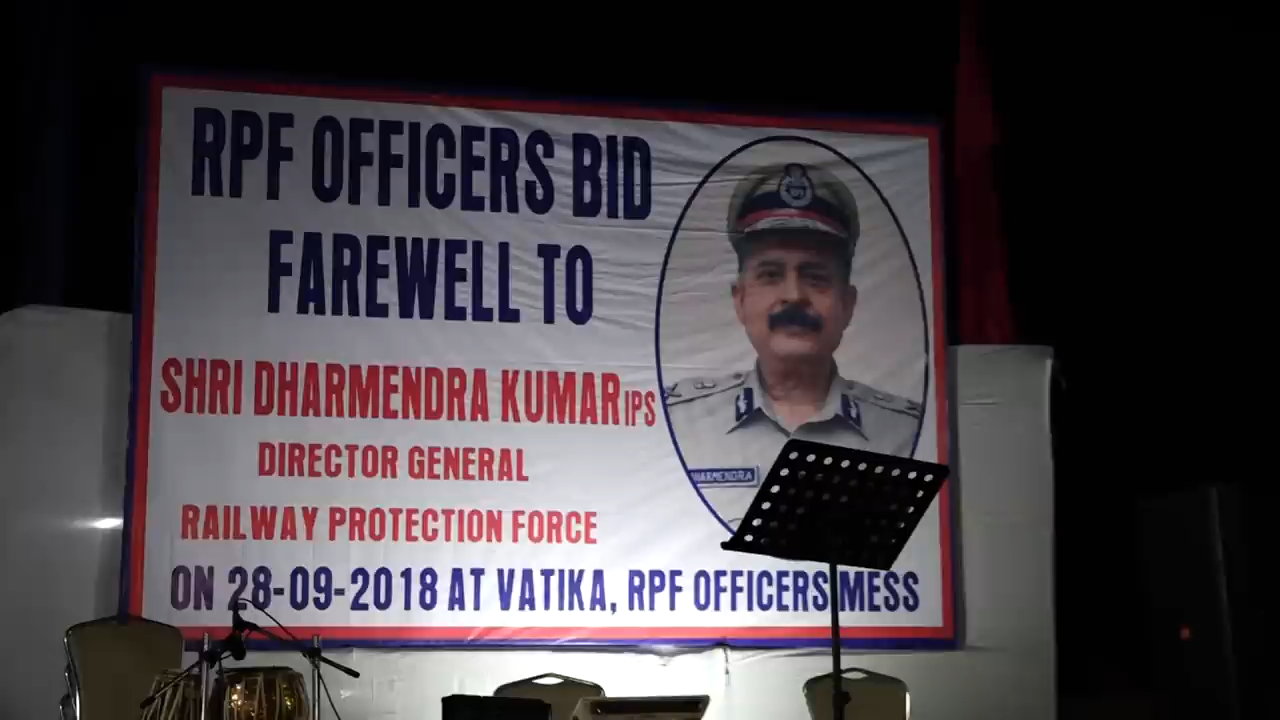 RPF OFFICERS BID
FAREWELL TO
SHRI DHARMENDRA KUMAR IPS
DIRECTOR GENERAL
RAILWAY PROTECTION FORCE
ON 28-09-2018 AT VATIKA, RPF OFFICERS MESS
HARMENDRA